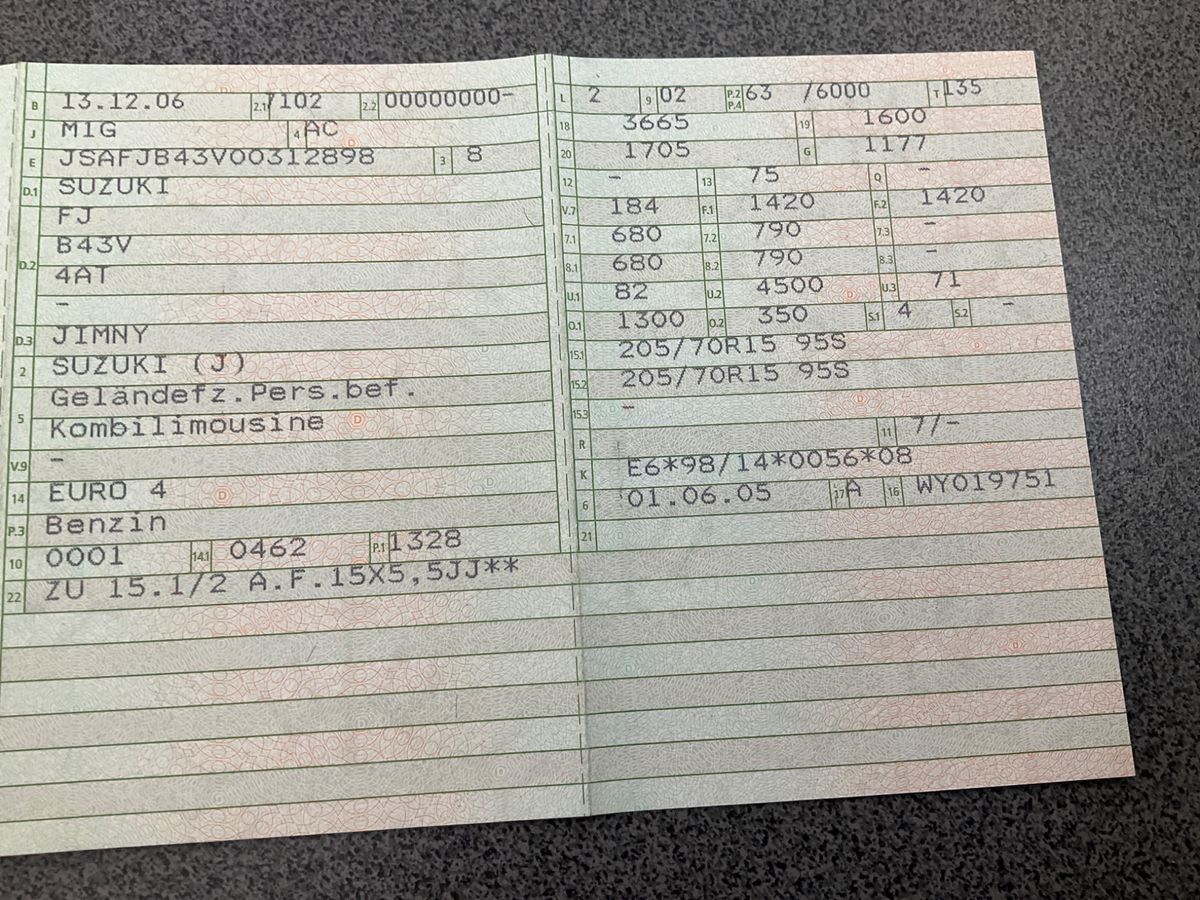 B 13.12.06 2.1 /102 2.2 00000000-
J M1G 4 AC
E JSAFJB43V00312898 3 8
D.1 SUZUKI
FJ
B43V
D.2 4AT
-
D.3 JIMNY
2 SUZUKI (J)
Geländefz.Pers.bef.
5 Kombilimousine
V.9 -
14 EURO 4
P.3 Benzin
10 0001 14.1 0462 P.1 1328
22 ZU 15.1/2 A.F.15X5,5JJ**
L 2 9 02 P.2 P.4 63 /6000 T 135
18 3665 19 1600
20 1705 G 1177
12 - 13 75 Q -
V.7 184 F.1 1420 F.2 1420
7.1 680 7.2 790 7.3 -
8.1 680 8.2 790 8.3 -
U.1 82 U.2 4500 U.3 71
O.1 1300 O.2 350 S.1 4 S.2 -
15.1 205/70R15 95S
15.2 205/70R15 95S
15.3 -
R 11 7/-
K E6*98/14*0056*08
6 01.06.05 17 A 16 WY019751
21